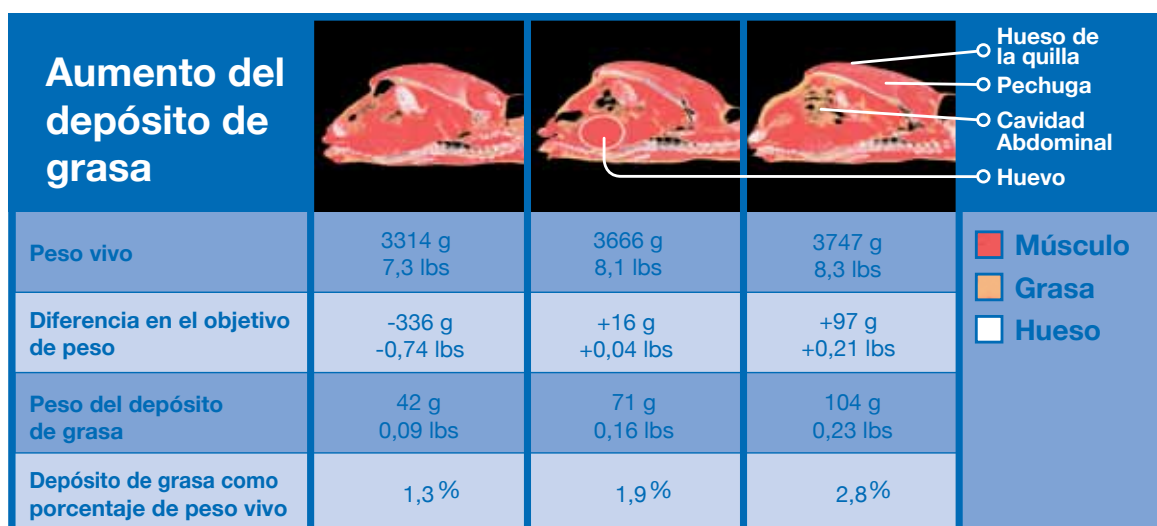 Aumento del
depósito de
grasa
Hueso de
la quilla
Pechuga
Cavidad
Abdominal
Huevo
Peso vivo
3314 g
7,3 lbs
3666 g
8,1 lbs
3747 g
8,3 lbs
Músculo
Grasa
Hueso
Diferencia en el objetivo
de peso
-336 g
-0,74 lbs
+16 g
+0,04 lbs
+97 g
+0,21 lbs
Peso del depósito
de grasa
42 g
0,09 lbs
71 g
0,16 lbs
104 g
0,23 lbs
Depósito de grasa como
porcentaje de peso vivo
1,3%
1,9%
2,8%